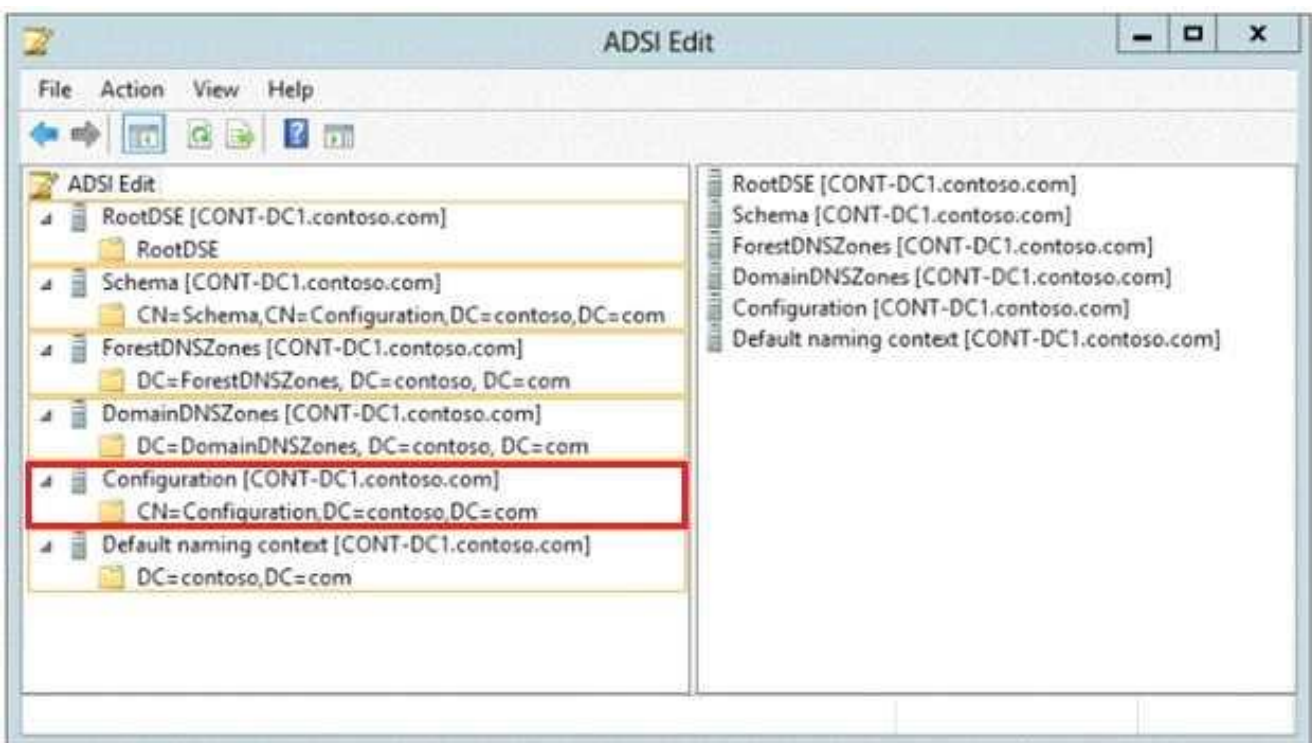 ADSI Edit
File Action View Help
ADSI Edit
RootDSE [CONT-DC1.contoso.com]
RootDSE
Schema [CONT-DC1.contoso.com]
CN=Schema,CN=Configuration,DC=contoso,DC=com
ForestDNSZones [CONT-DC1.contoso.com]
DC=ForestDNSZones, DC=contoso, DC=com
DomainDNSZones [CONT-DC1.contoso.com]
DC=DomainDNSZones, DC=contoso, DC=com
Configuration [CONT-DC1.contoso.com]
CN=Configuration,DC=contoso,DC=com
Default naming context [CONT-DC1.contoso.com]
DC=contoso,DC=com
RootDSE [CONT-DC1.contoso.com]
Schema [CONT-DC1.contoso.com]
ForestDNSZones [CONT-DC1.contoso.com]
DomainDNSZones [CONT-DC1.contoso.com]
Configuration [CONT-DC1.contoso.com]
Default naming context [CONT-DC1.contoso.com]